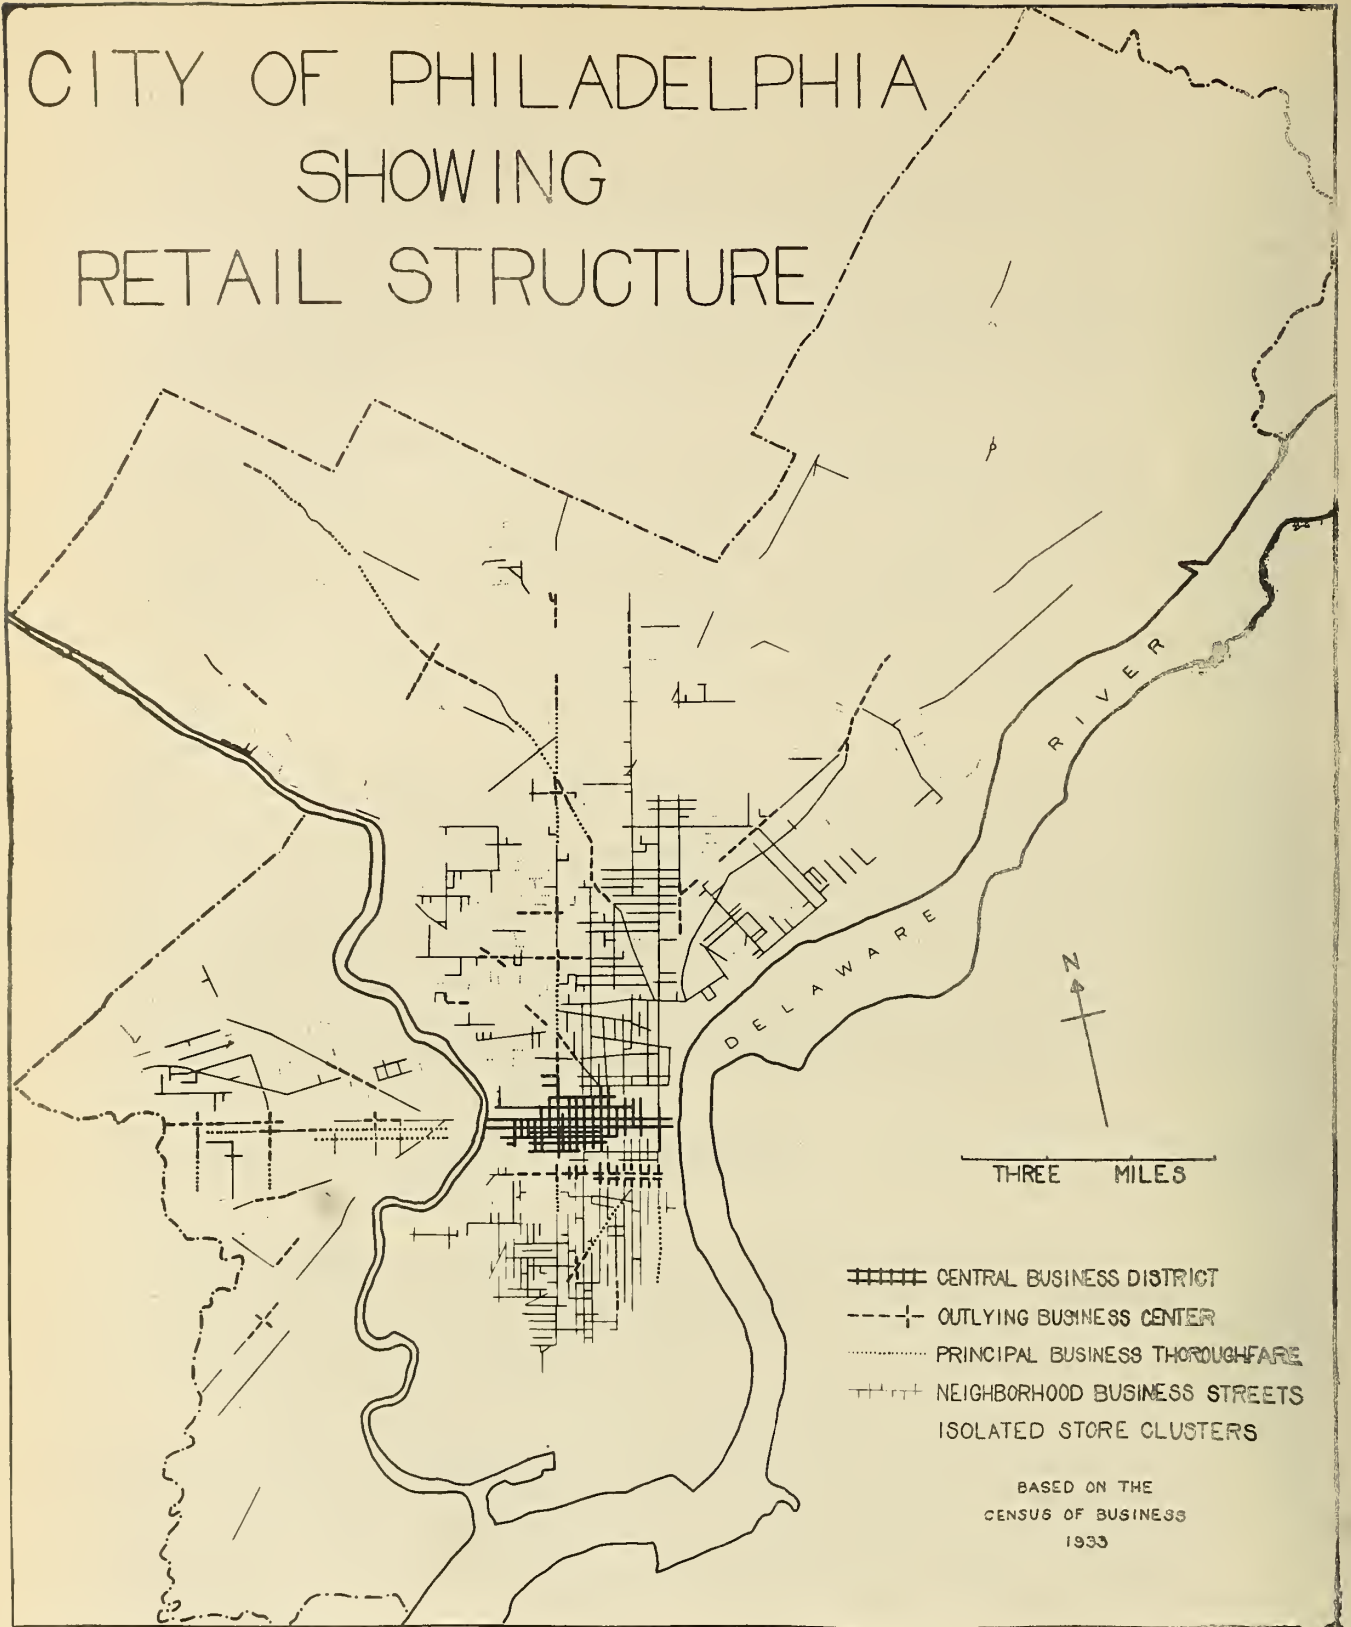 CITY OF PHILADELPHIA
SHOWING
RETAIL STRUCTURE
RIVER
DELAWARE
N
THREE MILES
CENTRAL BUSINESS DISTRICT
OUTLYING BUSINESS CENTER
PRINCIPAL BUSINESS THOROUGHFARE
NEIGHBORHOOD BUSINESS STREETS
ISOLATED STORE CLUSTERS
BASED ON THE
CENSUS OF BUSINESS
1933